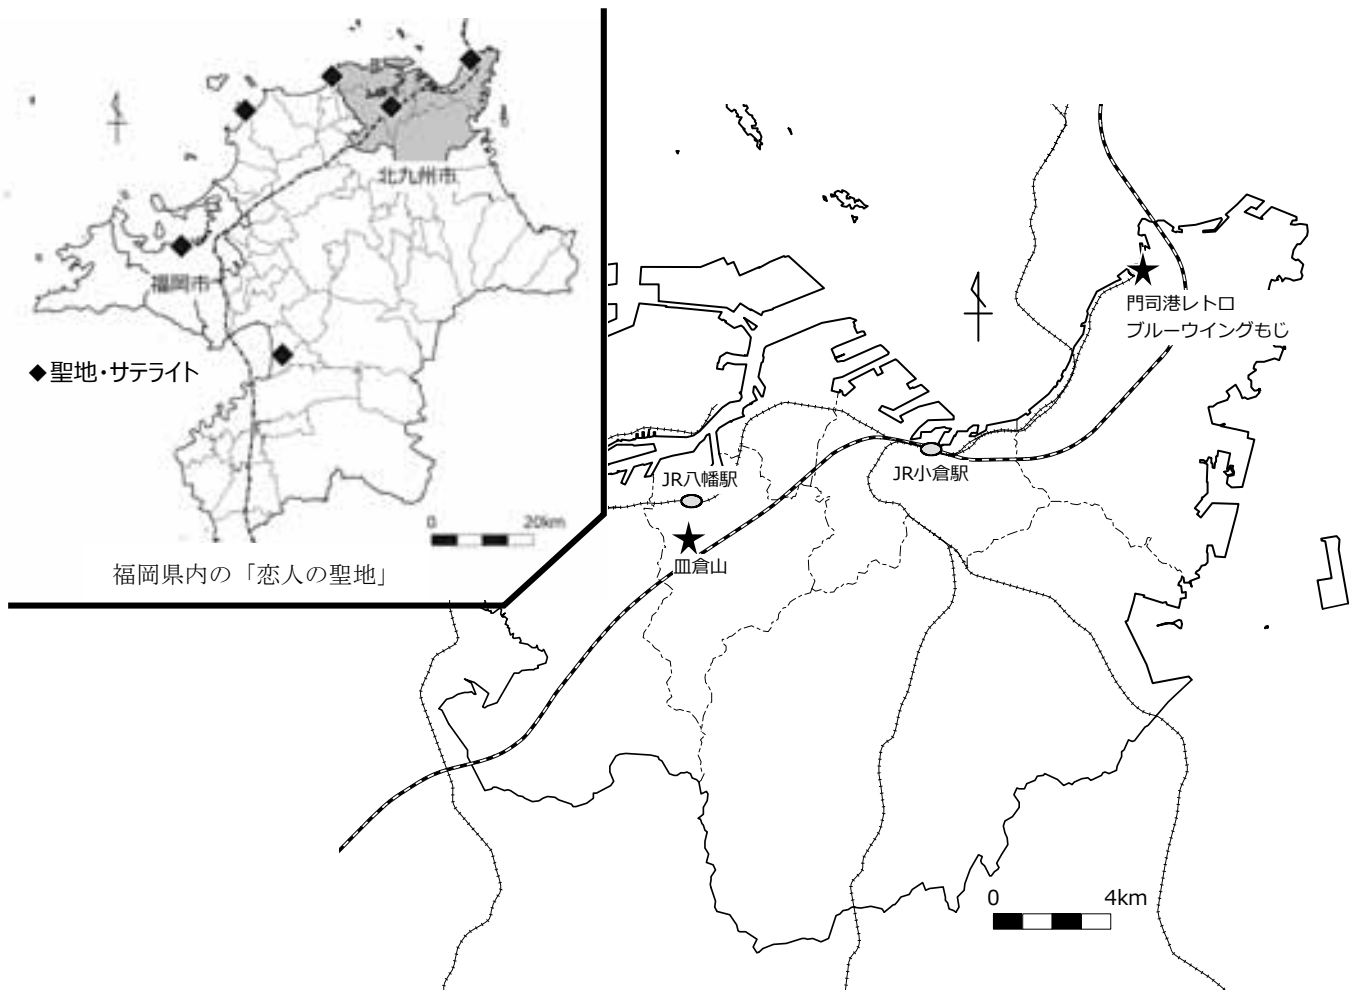 北九州市
福岡市
◆聖地・サテライト
0 20km
福岡県内の「恋人の聖地」
門司港レトロ
ブルーウイングもじ
JR小倉駅
JR八幡駅
皿倉山
0 4km